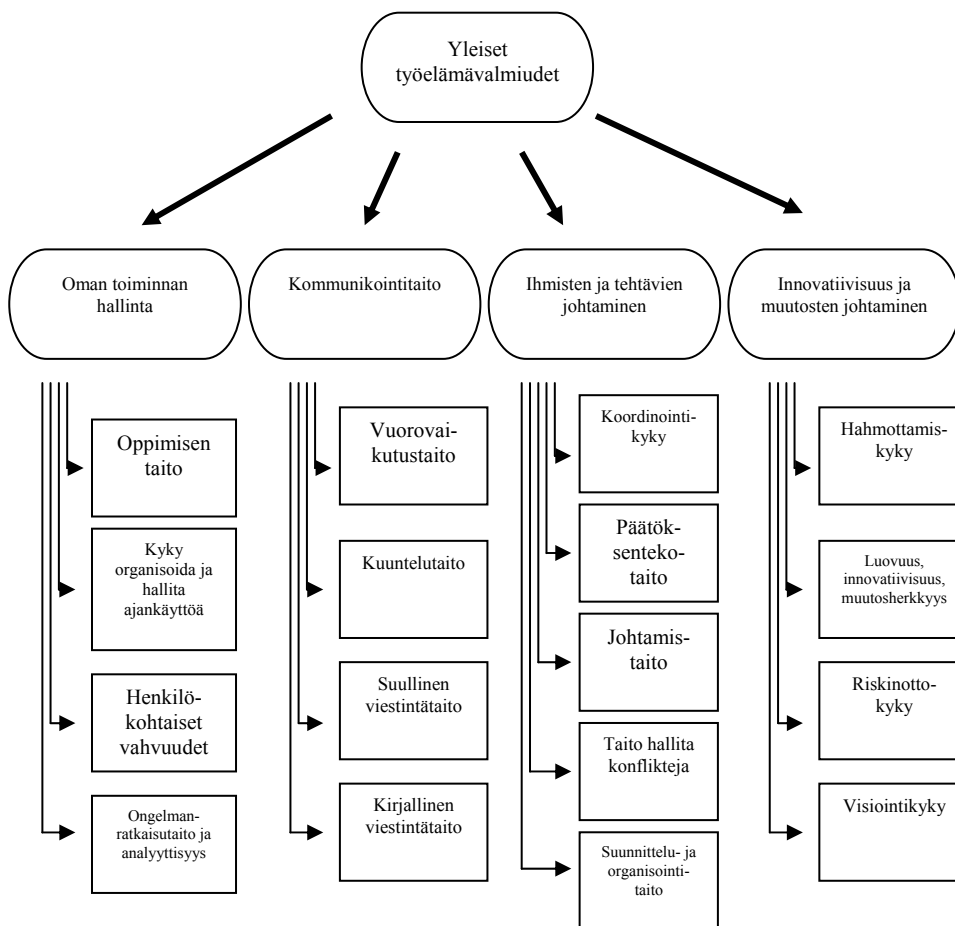 Yleiset
työelämävalmiudet
Oman toiminnan
hallinta
Kommunikointitaito
Ihmisten ja tehtävien
johtaminen
Innovatiivisuus ja
muutosten johtaminen
Oppimisen
taito
Kyky
organisoida ja
hallita
ajankäyttöä
Henkilö-
kohtaiset
vahvuudet
Ongelman-
ratkaisutaito ja
analyyttisyys
Vuorovai-
kutustaito
Kuuntelutaito
Suullinen
viestintätaito
Kirjallinen
viestintätaito
Koordinointi-
kyky
Päätök-
senteko-
taito
Johtamis-
taito
Taito hallita
konflikteja
Suunnittelu- ja
organisointi-
taito
Hahmottamis-
kyky
Luovuus,
innovatiivisuus,
muutosherkkyys
Riskinotto-
kyky
Visiointikyky